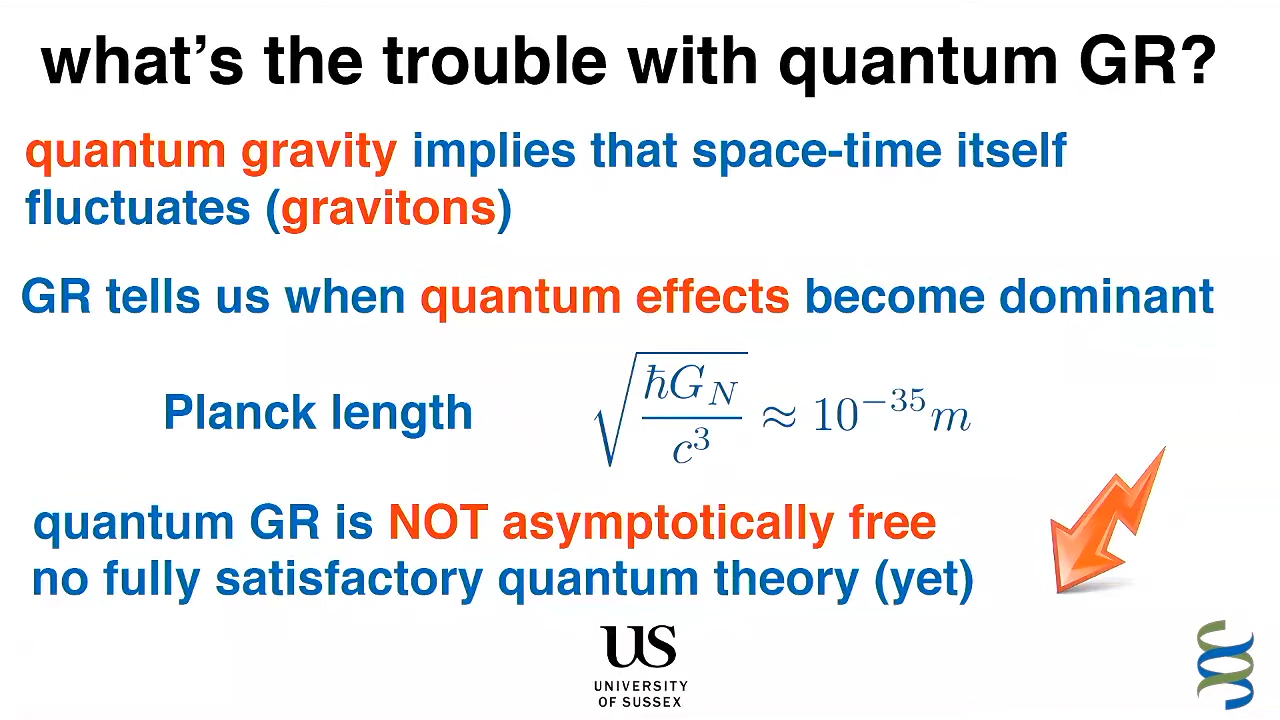 what's the trouble with quantum GR?
quantum gravity implies that space-time itself
fluctuates (gravitons)
GR tells us when quantum effects become dominant
Planck length √(ħG_N/c³) ≈ 10⁻³⁵m
quantum GR is NOT asymptotically free
no fully satisfactory quantum theory (yet)
US
UNIVERSITY
OF SUSSEX